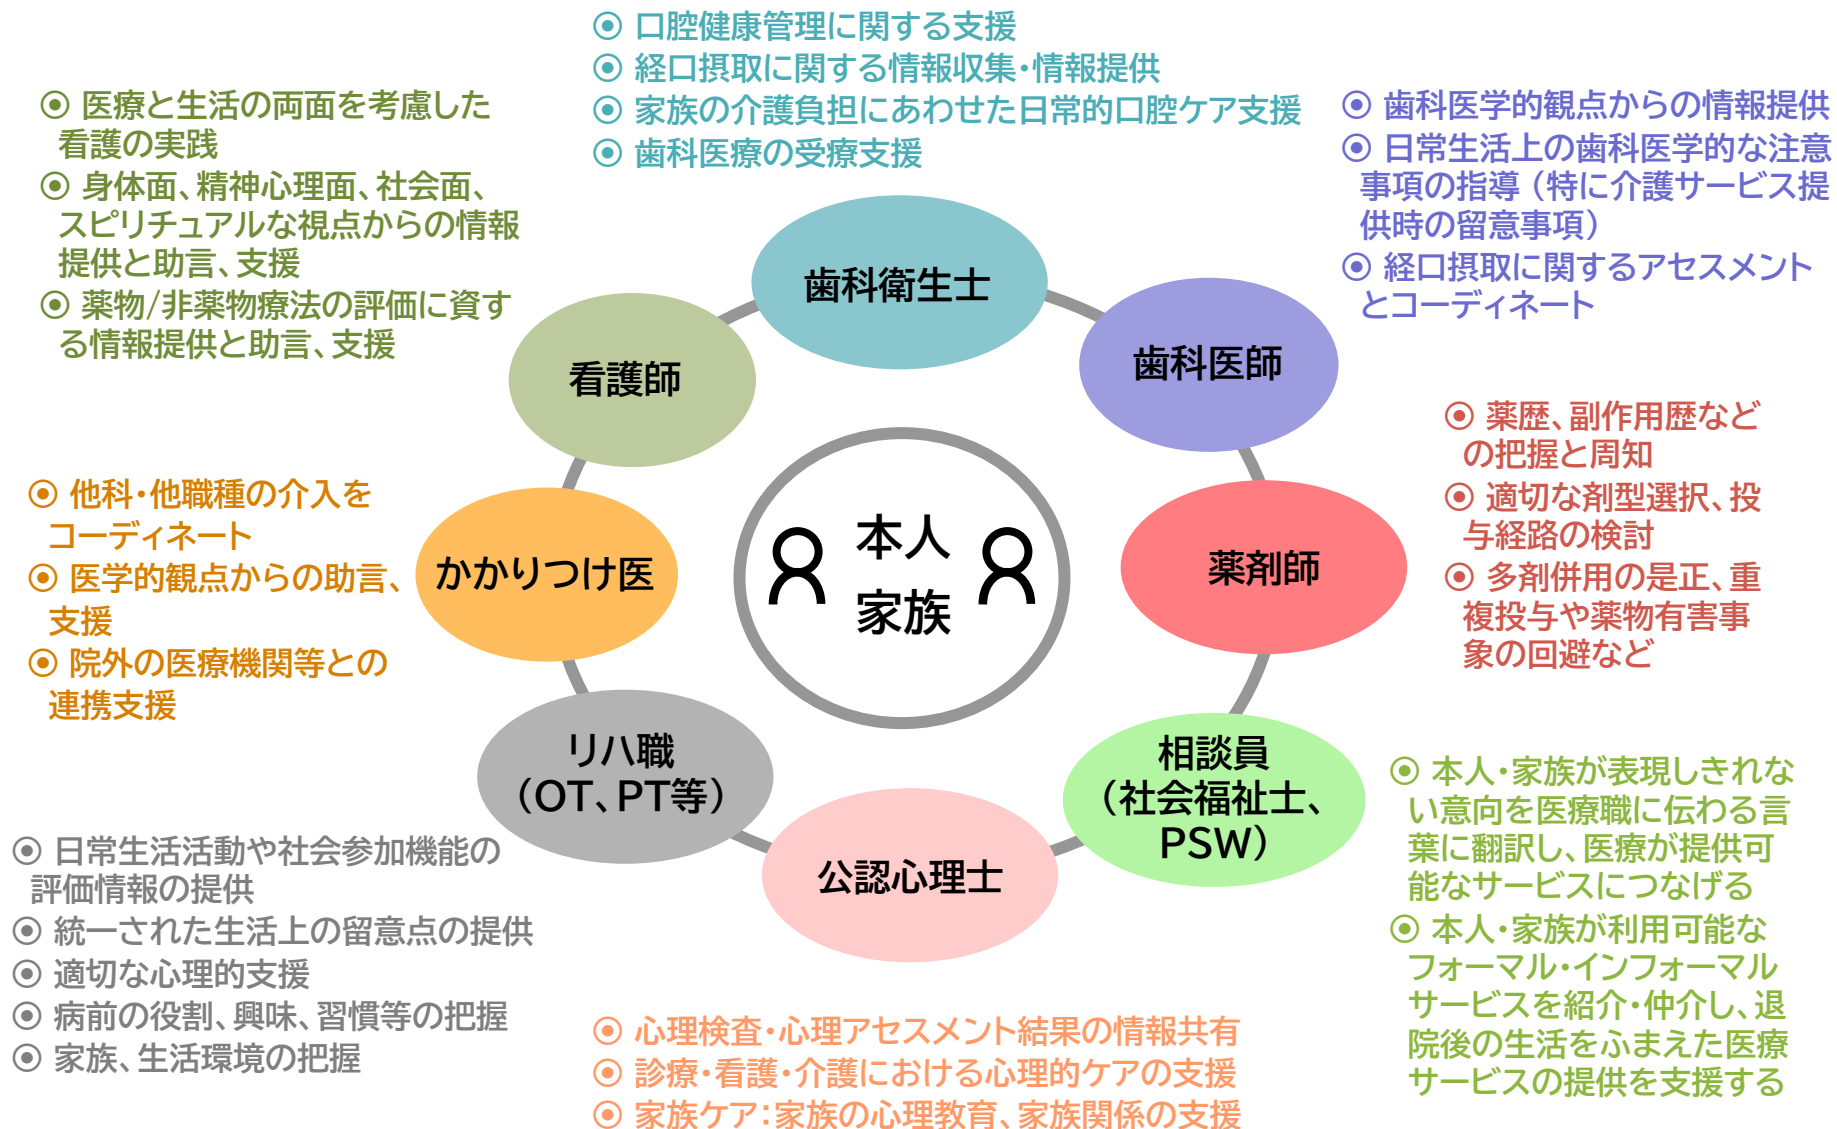 ⦿ 口腔健康管理に関する支援
⦿ 経口摂取に関する情報収集・情報提供
⦿ 家族の介護負担にあわせた日常的口腔ケア支援
⦿ 歯科医療の受療支援
⦿ 医療と生活の両面を考慮した
看護の実践
⦿ 身体面、精神心理面、社会面、
スピリチュアルな視点からの情報
提供と助言、支援
⦿ 薬物/非薬物療法の評価に資す
る情報提供と助言、支援
⦿ 歯科医学的観点からの情報提供
⦿ 日常生活上の歯科医学的な注意
事項の指導（特に介護サービス提
供時の留意事項）
⦿ 経口摂取に関するアセスメント
とコーディネート
歯科衛生士
看護師
歯科医師
⦿ 薬歴、副作用歴など
の把握と周知
⦿ 適切な剤型選択、投
与経路の検討
⦿ 多剤併用の是正、重
複投与や薬物有害事
象の回避など
⦿ 他科・他職種の介入を
コーディネート
⦿ 医学的観点からの助言、
支援
⦿ 院外の医療機関等との
連携支援
かかりつけ医
本人
家族
薬剤師
リハ職
（OT、PT等）
相談員
（社会福祉士、
PSW）
公認心理士
⦿ 本人・家族が表現しきれな
い意向を医療職に伝わる言
葉に翻訳し、医療が提供可
能なサービスにつなげる
⦿ 本人・家族が利用可能な
フォーマル・インフォーマル
サービスを紹介・仲介し、退
院後の生活をふまえた医療
サービスの提供を支援する
⦿ 日常生活活動や社会参加機能の
評価情報の提供
⦿ 統一された生活上の留意点の提供
⦿ 適切な心理的支援
⦿ 病前の役割、興味、習慣等の把握
⦿ 家族、生活環境の把握
⦿ 心理検査・心理アセスメント結果の情報共有
⦿ 診療・看護・介護における心理的ケアの支援
⦿ 家族ケア：家族の心理教育、家族関係の支援